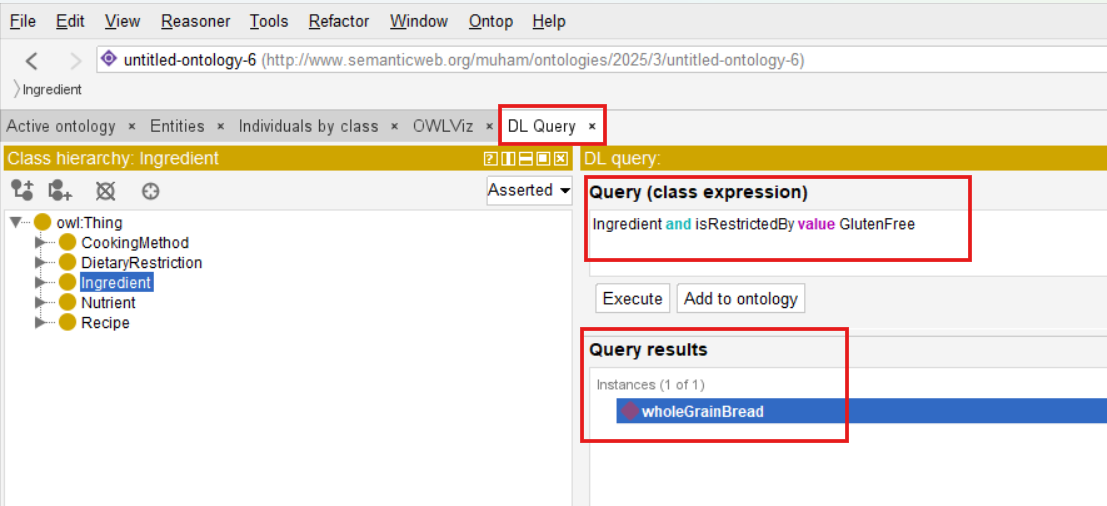 File Edit View Reasoner Tools Refactor Window Ontop Help
untitled-ontology-6 (http://www.semanticweb.org/muham/ontologies/2025/3/untitled-ontology-6)
Ingredient
Active ontology × Entities × Individuals by class × OWLViz × DL Query ×
Class hierarchy: Ingredient
Asserted
owl:Thing
CookingMethod
DietaryRestriction
Ingredient
Nutrient
Recipe
DL query:
Query (class expression)
Ingredient and isRestrictedBy value GlutenFree
Execute Add to ontology
Query results
Instances (1 of 1)
wholeGrainBread